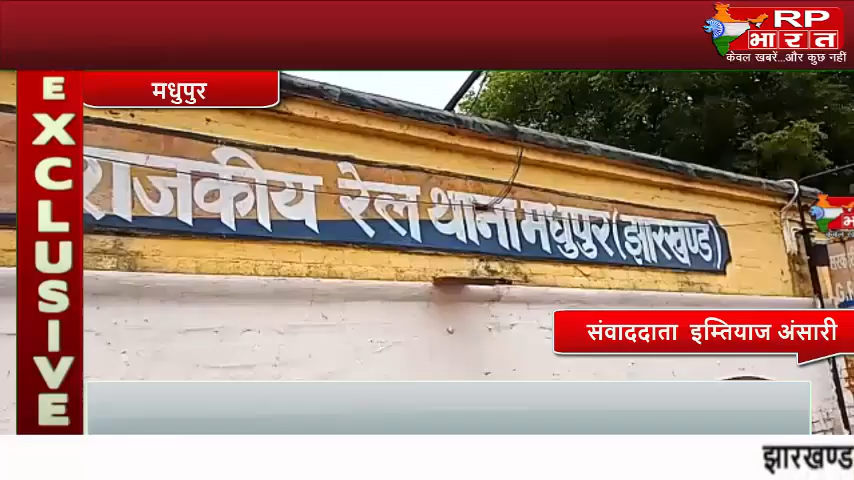 RP
भारत
केवल खबरें...और कुछ नहीं
EXCLUSIVE
मधुपुर
राजकीय रेल थाना मधुपुर (झारखण्ड)
संवाददाता इम्तियाज अंसारी
झारखण्ड